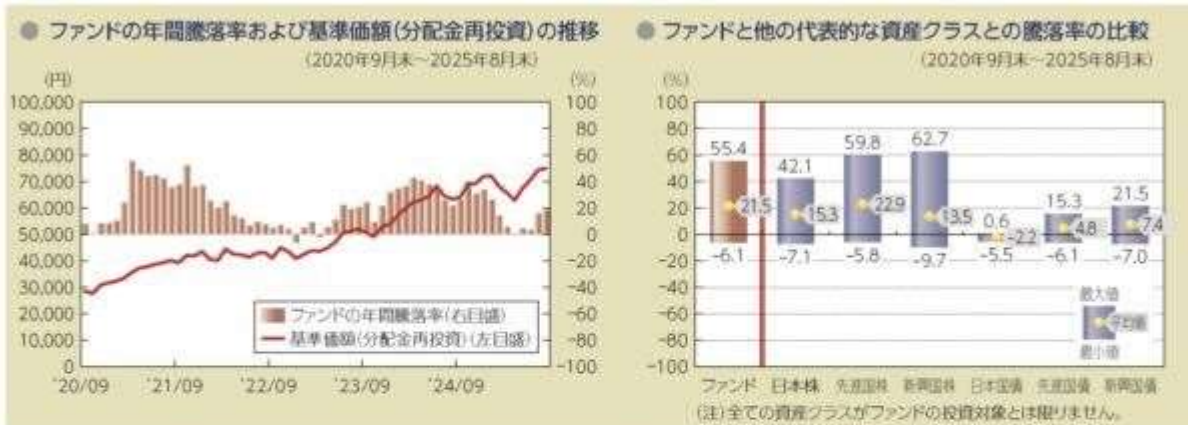 ● ファンドの年間騰落率および基準価額(分配金再投資)の推移
(2020年9月末~2025年8月末)
(円)
(%)
100,000
90,000
80,000
70,000
60,000
50,000
40,000
30,000
20,000
10,000
0
100
80
60
40
20
0
-20
-40
-60
-80
-100
ファンドの年間騰落率(右目盛)
基準価額(分配金再投資)(左目盛)
'20/09 '21/09 '22/09 '23/09 '24/09
● ファンドと他の代表的な資産クラスとの騰落率の比較
(2020年9月末~2025年8月末)
(%)
100
80
60
40
20
0
-20
-40
-60
-80
-100
55.4 42.1 59.8 62.7 0.6 15.3 21.5
21.5 15.3 22.9 13.5 -2.2 4.8 7.4
-6.1 -7.1 -5.8 -9.7 -5.5 -6.1 -7.0
最大値
平均値
最小値
ファンド 日本株 先進国株 新興国株 日本国債 先進国債 新興国債
(注)全ての資産クラスがファンドの投資対象とは限りません。